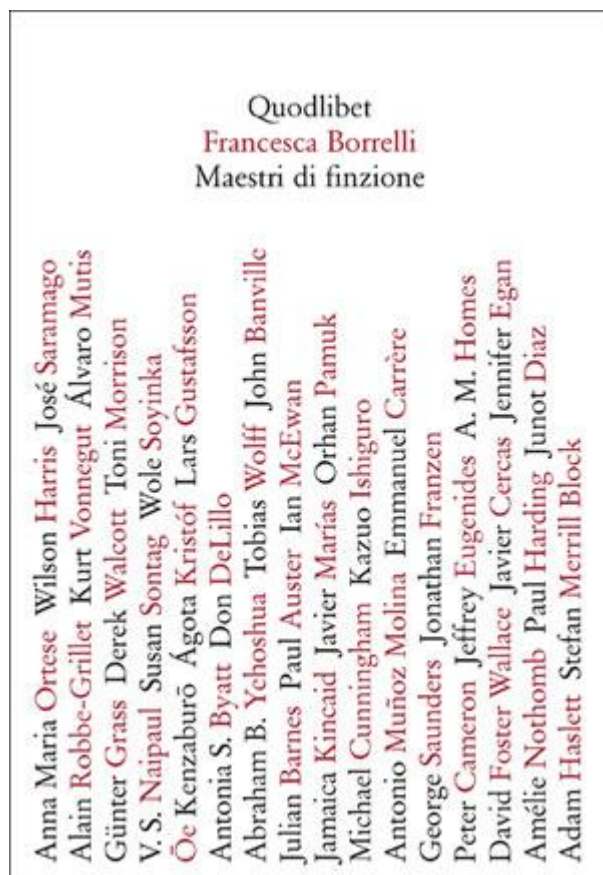 Quodlibet
Francesca Borrelli
Maestri di finzione
Anna Maria Ortese Wilson Harris José Saramago
Alain Robbe-Grillet Kurt Vonnegut Álvaro Mutis
Günter Grass Derek Walcott Toni Morrison
V. S. Naipaul Susan Sontag Wole Soyinka
Ōe Kenzaburō Ágota Kristóf Lars Gustafsson
Antonia S. Byatt Don DeLillo
Abraham B. Yehoshua Tobias Wolff John Banville
Julian Barnes Paul Auster Ian McEwan
Jamaica Kincaid Javier Marías Orhan Pamuk
Michael Cunningham Kazuo Ishiguro
Antonio Muñoz Molina Emmanuel Carrère
George Saunders Jonathan Franzen
Peter Cameron Jeffrey Eugenides A. M. Homes
David Foster Wallace Javier Cercas Jennifer Egan
Amélie Nothomb Paul Harding Junot Diaz
Adam Haslett Stefan Merrill Block